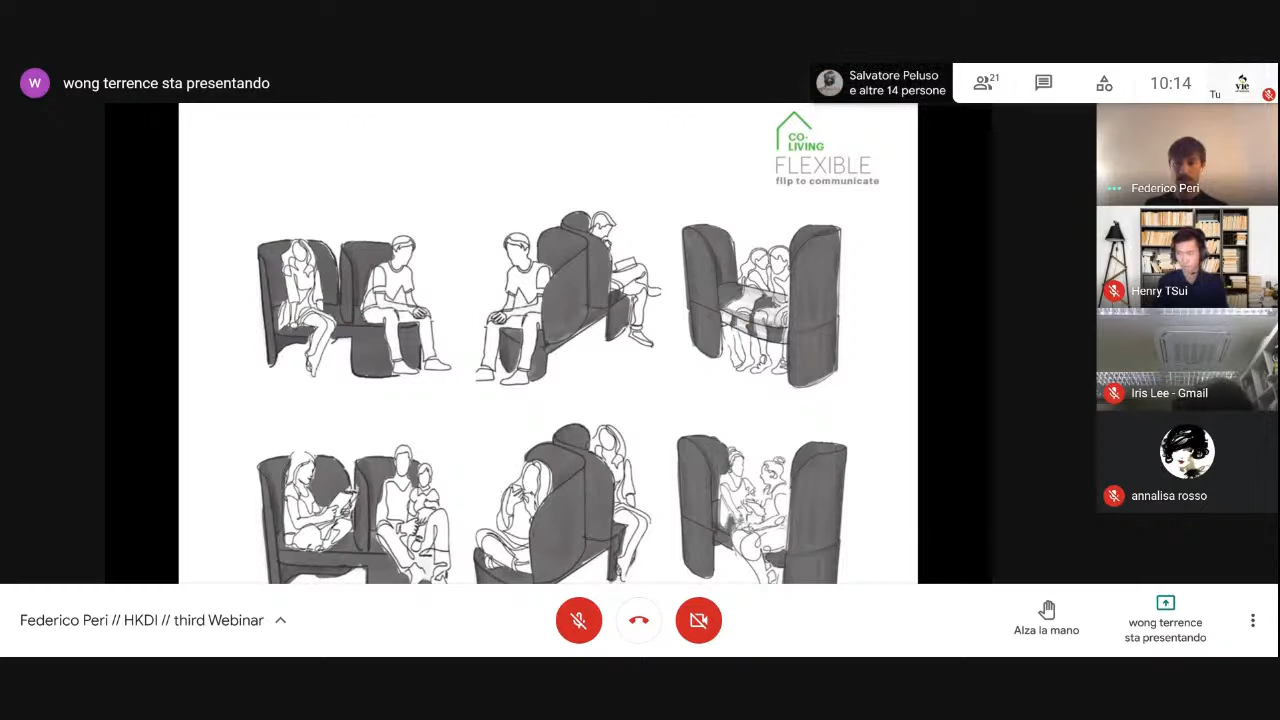 W
wong terrence sta presentando
Salvatore Peluso
e altre 14 persone
21
10:14
Tu
vie
CO-
LIVING
FLEXIBLE
flip to communicate
Federico Peri
Henry TSui
Iris Lee - Gmail
annalisa rosso
Federico Peri // HKDI // third Webinar
Alza la mano
wong terrence
sta presentando